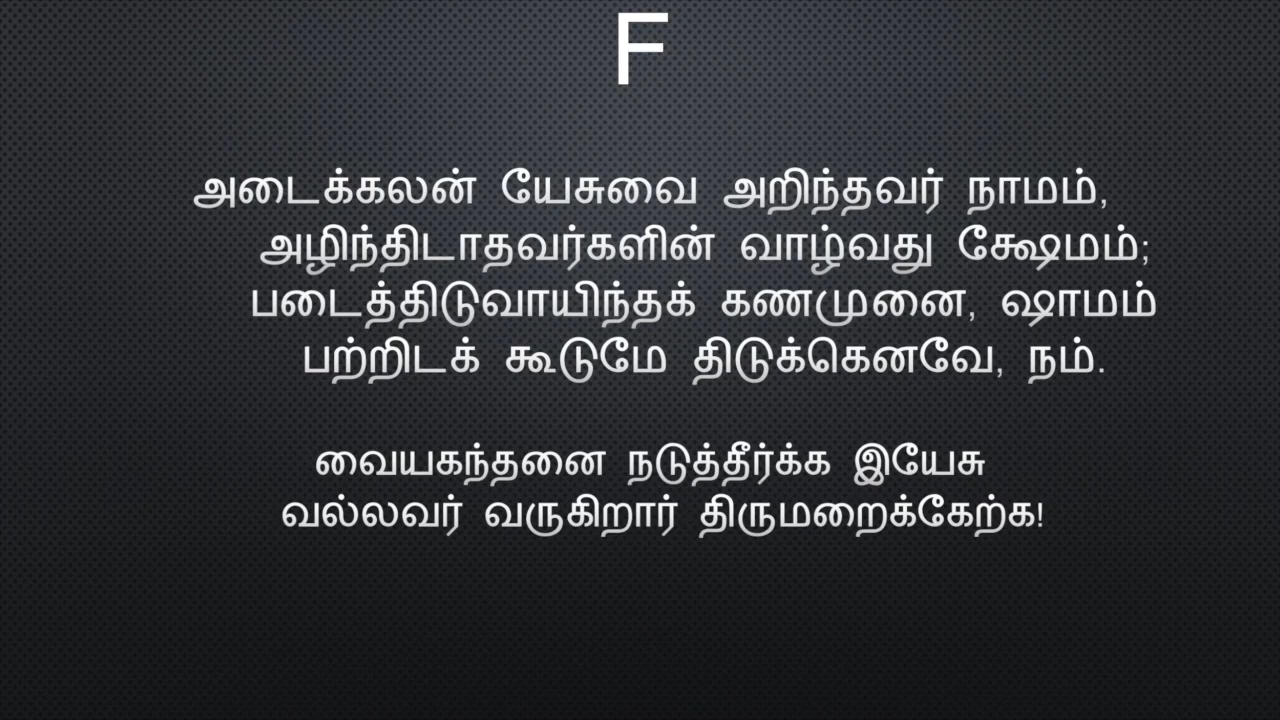 F
அடைக்கலன் யேசுவை அறிந்தவர் நாமம்,
அழிந்திடாதவர்களின் வாழ்வது க்ஷேமம்;
படைத்திடுவாயிந்தக் கணமுனை, ஷாமம்
பற்றிடக் கூடுமே திடுக்கெனவே, நம்.
வையகந்தனை நடுத்தீர்க்க இயேசு
வல்லவர் வருகிறார் திருமறைக்கேற்க!